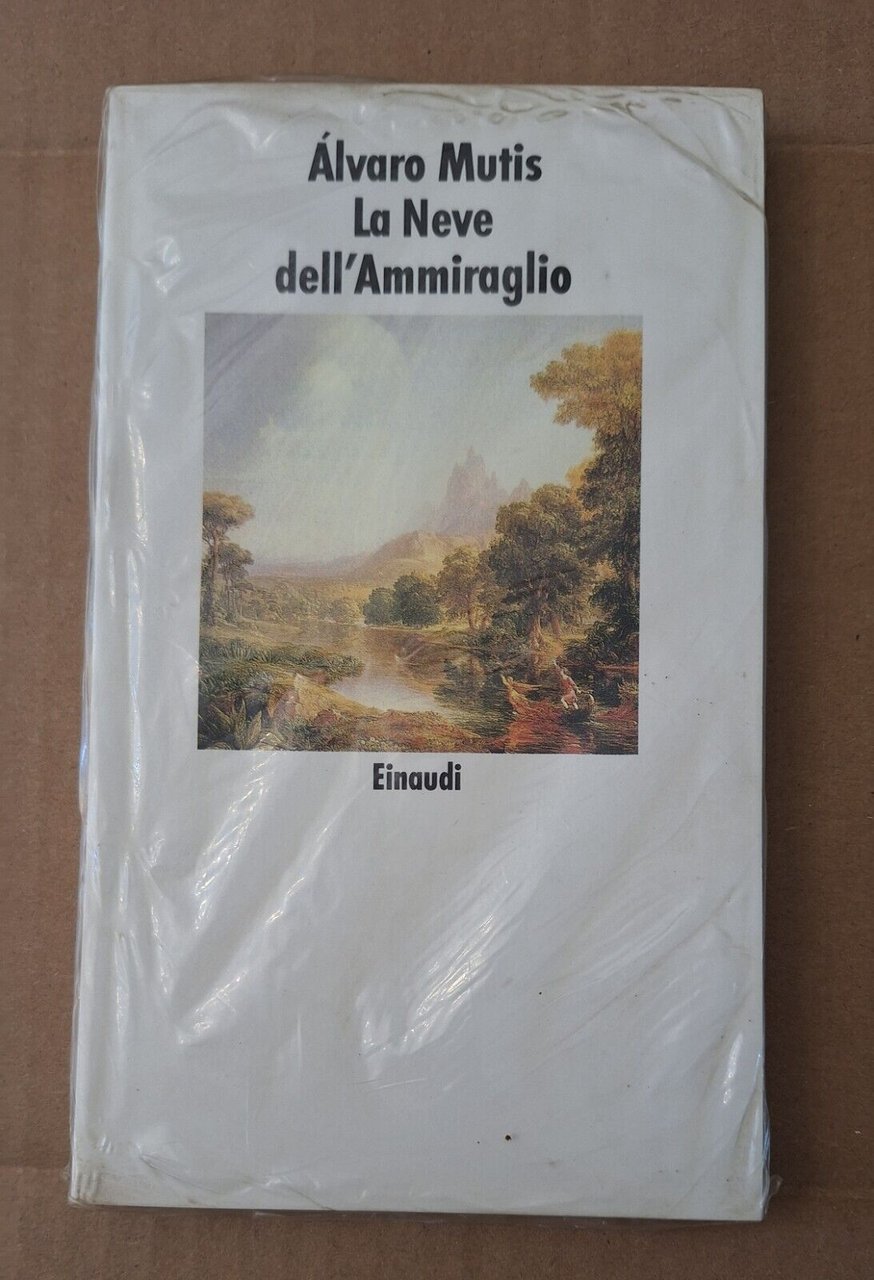 Álvaro Mutis
La Neve
dell'Ammiraglio
Einaudi